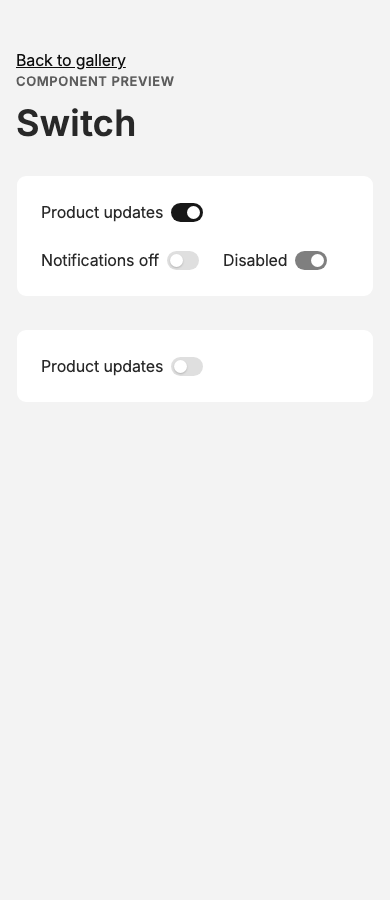 Back to gallery
COMPONENT PREVIEW
Switch
Product updates
Notifications off Disabled
Product updates